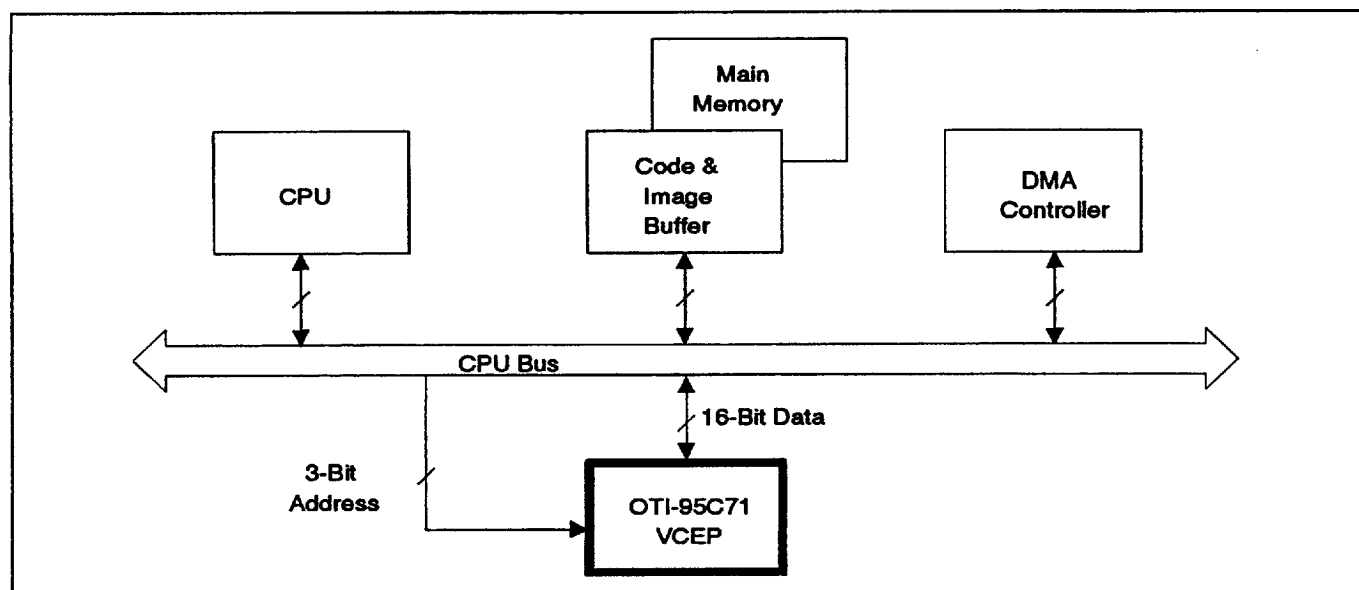 Main
Memory
CPU
Code &
Image
Buffer
DMA
Controller
CPU Bus
16-Bit Data
3-Bit
Address
OTI-95C71
VCEP